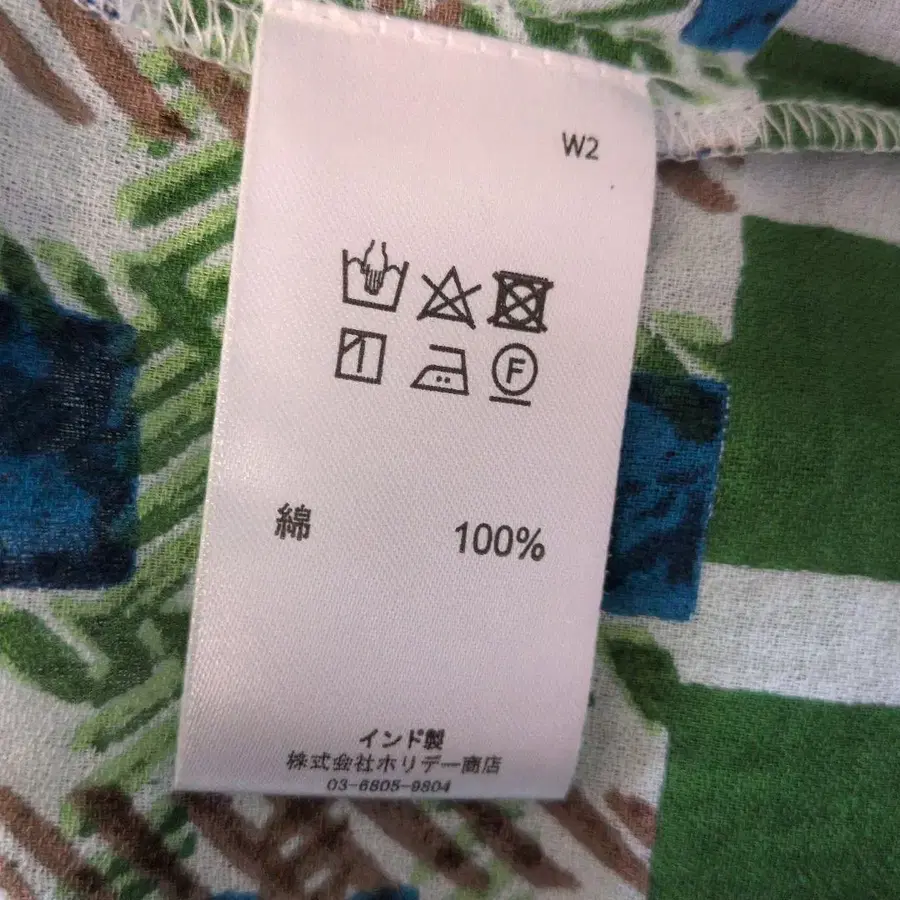 W2
F
綿 100%
インド製
株式会社ホリデー商店
03-6805-9804